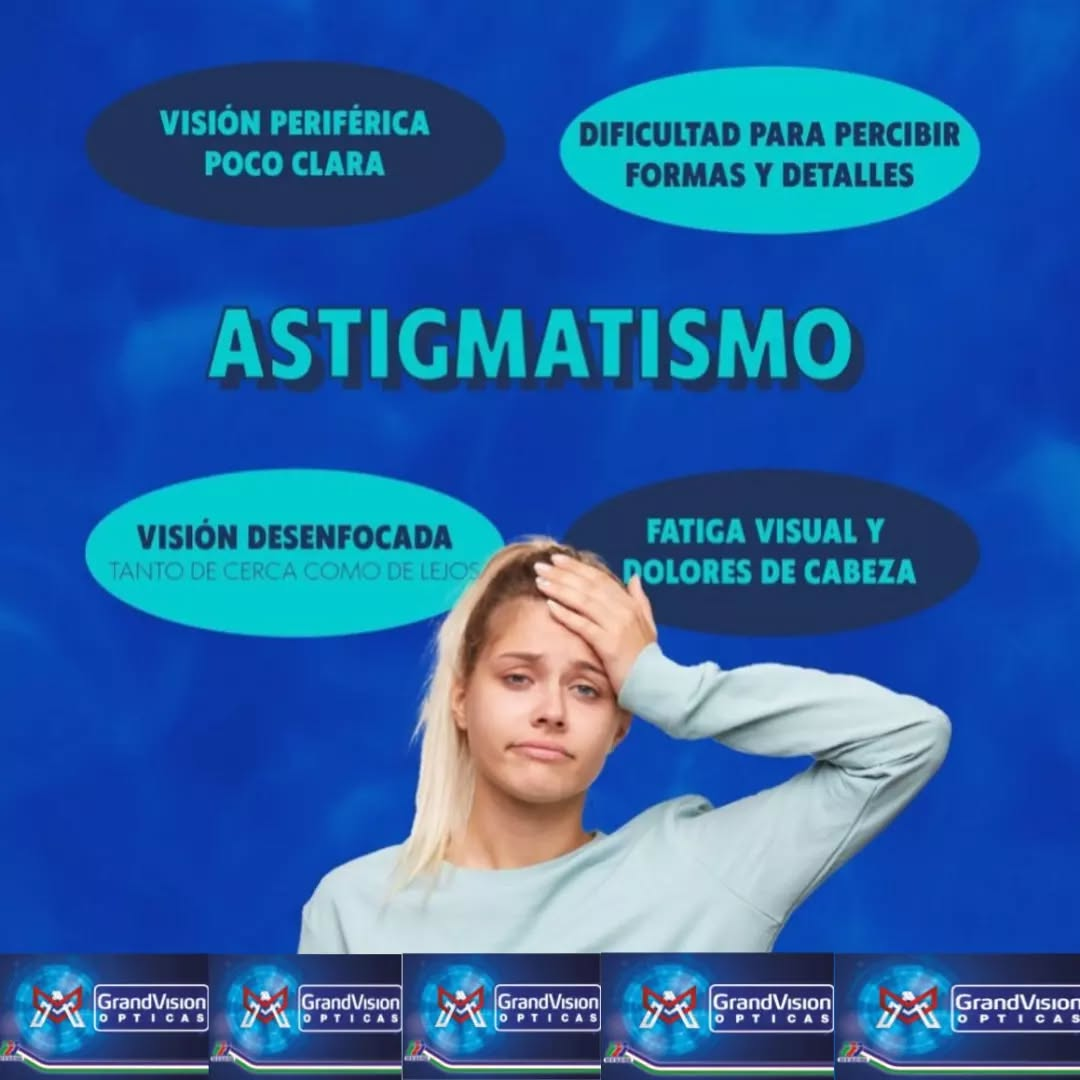 VISIÓN PERIFÉRICA
POCO CLARA
DIFICULTAD PARA PERCIBIR
FORMAS Y DETALLES
ASTIGMATISMO
VISIÓN DESENFOCADA
TANTO DE CERCA COMO DE LEJOS
FATIGA VISUAL Y
DOLORES DE CABEZA
GrandVision
OPTICAS
GrandVision
OPTICAS
GrandVision
OPTICAS
GrandVision
OPTICAS
GrandVision
OPTICAS